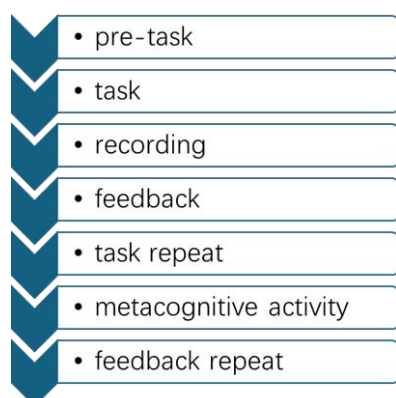 • pre-task
• task
• recording
• feedback
• task repeat
• metacognitive activity
• feedback repeat